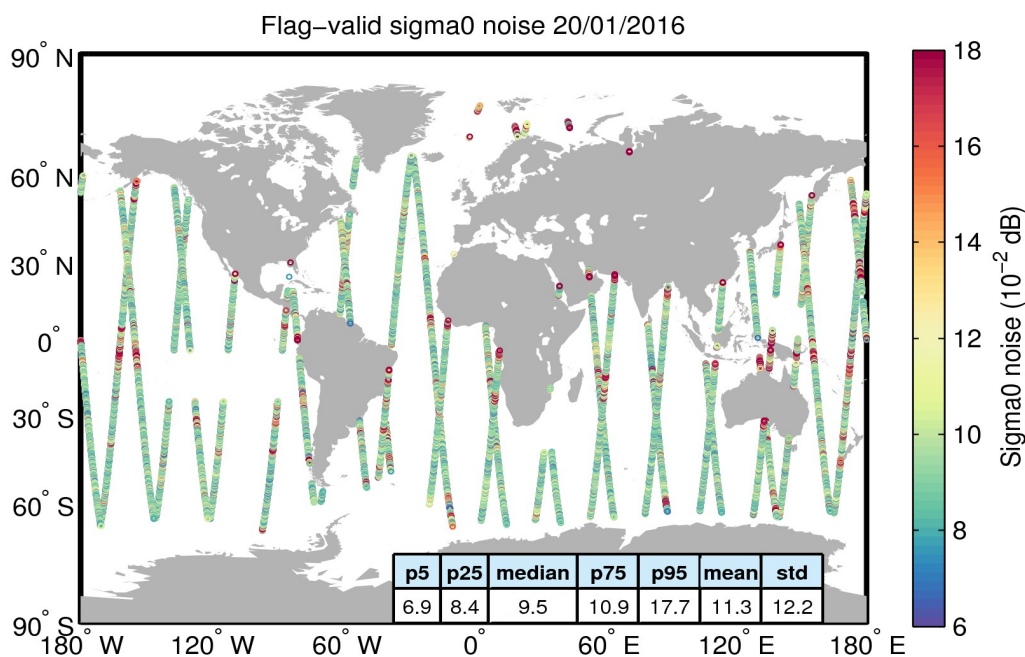 Flag−valid sigma0 noise 20/01/2016
90° N
60° N
30° N
0°
30° S
60° S
90° S
180° W
120° W
60° W
0°
60° E
120° E
180° E
p5 p25 median p75 p95 mean std
6.9 8.4 9.5 10.9 17.7 11.3 12.2
18
16
14
12
10
8
6
Sigma0 noise (10⁻² dB)